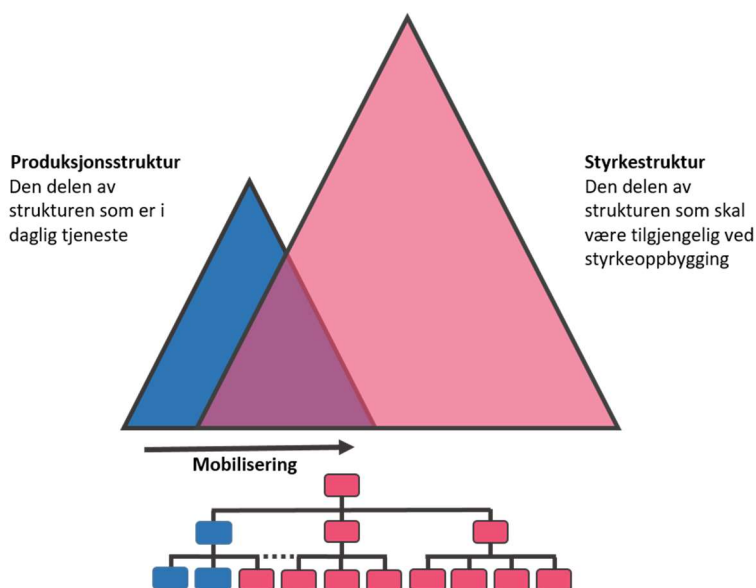 Produksjonsstruktur
Den delen av
strukturen som er i
daglig tjeneste
Styrkestruktur
Den delen av
strukturen som skal
være tilgjengelig ved
styrkeoppbygging
Mobilisering